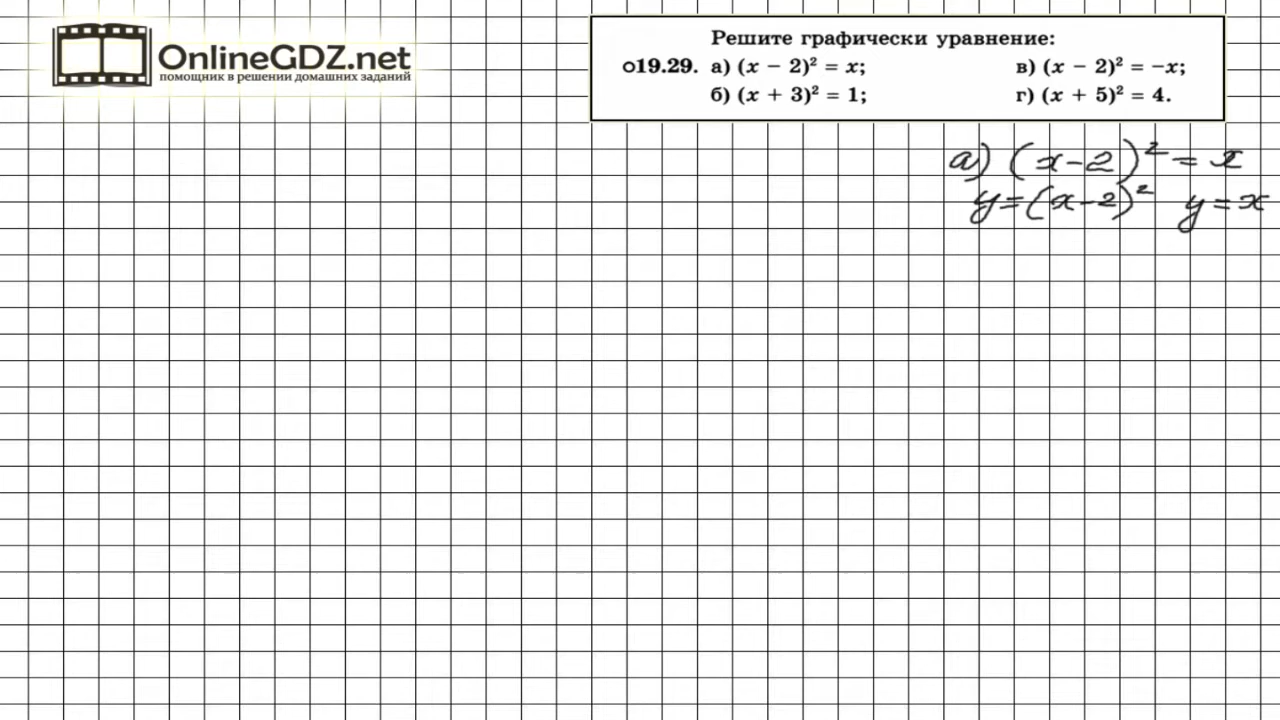 OnlineGDZ.net
помощник в решении домашних заданий
Решите графически уравнение:
о19.29. а) (x − 2)² = x; в) (x − 2)² = −x;
б) (x + 3)² = 1; г) (x + 5)² = 4.
а) (x-2)² = x
y=(x-2)² y=x